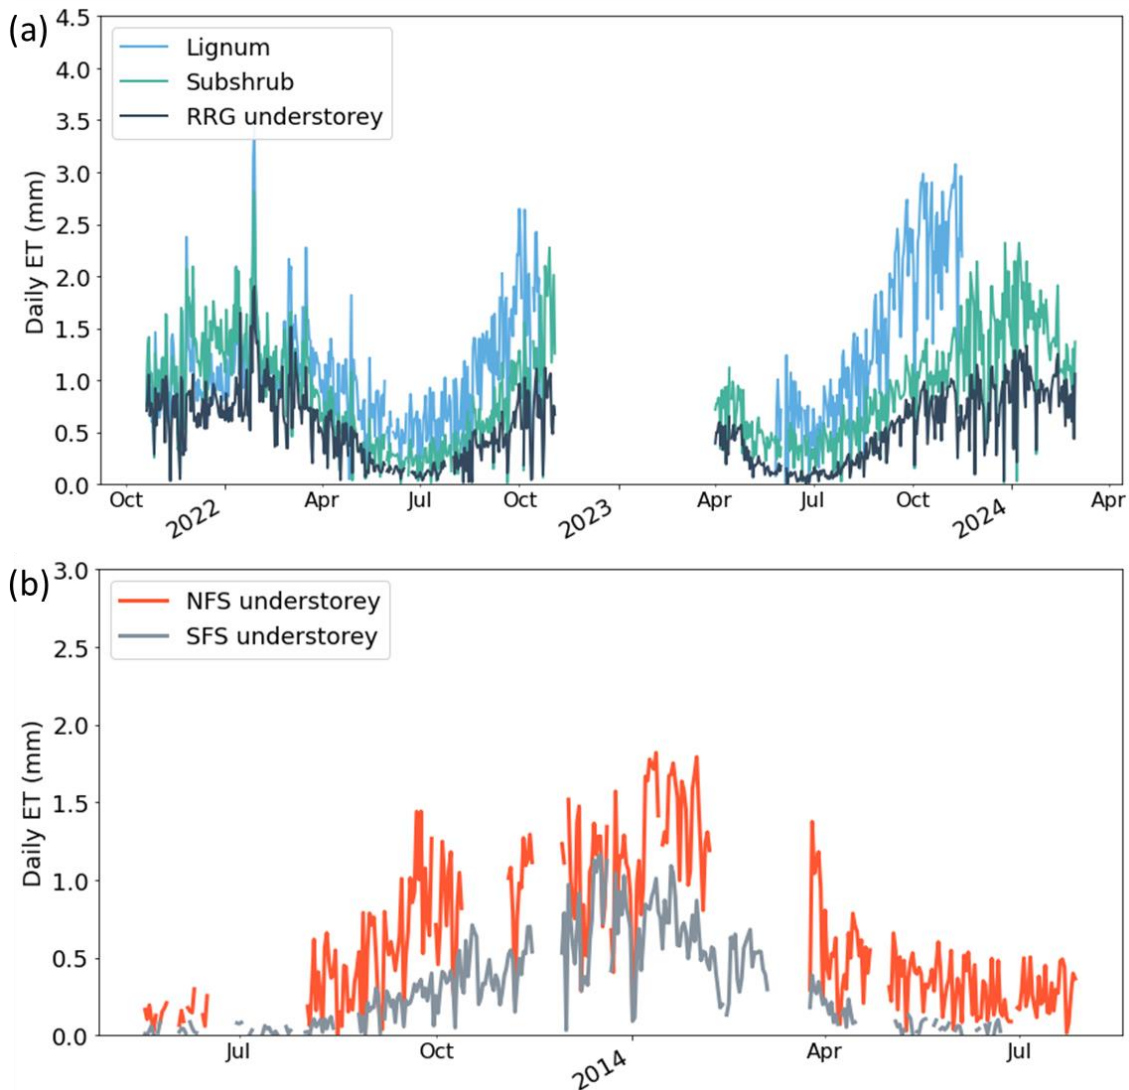 (a)
4.5
4.0
3.5
3.0
2.5
2.0
1.5
1.0
0.5
0.0
Daily ET (mm)
Lignum
Subshrub
RRG understorey
Oct
2022
Apr
Jul
Oct
2023
Apr
Jul
Oct
2024
Apr
(b)
3.0
2.5
2.0
1.5
1.0
0.5
0.0
Daily ET (mm)
NFS understorey
SFS understorey
Jul
Oct
2014
Apr
Jul